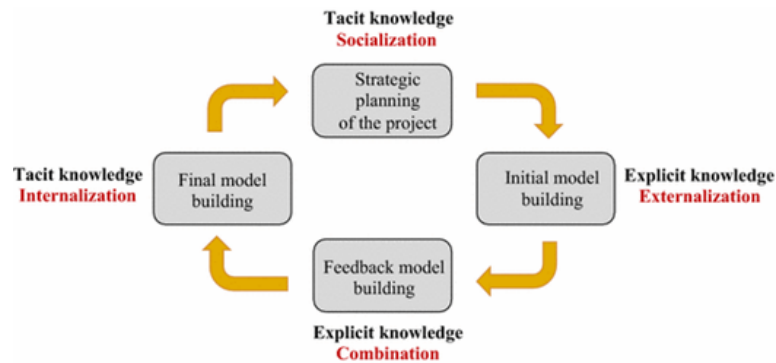 Tacit knowledge
Socialization
Strategic
planning
of the project
Tacit knowledge
Internalization
Final model
building
Initial model
building
Explicit knowledge
Externalization
Feedback model
building
Explicit knowledge
Combination